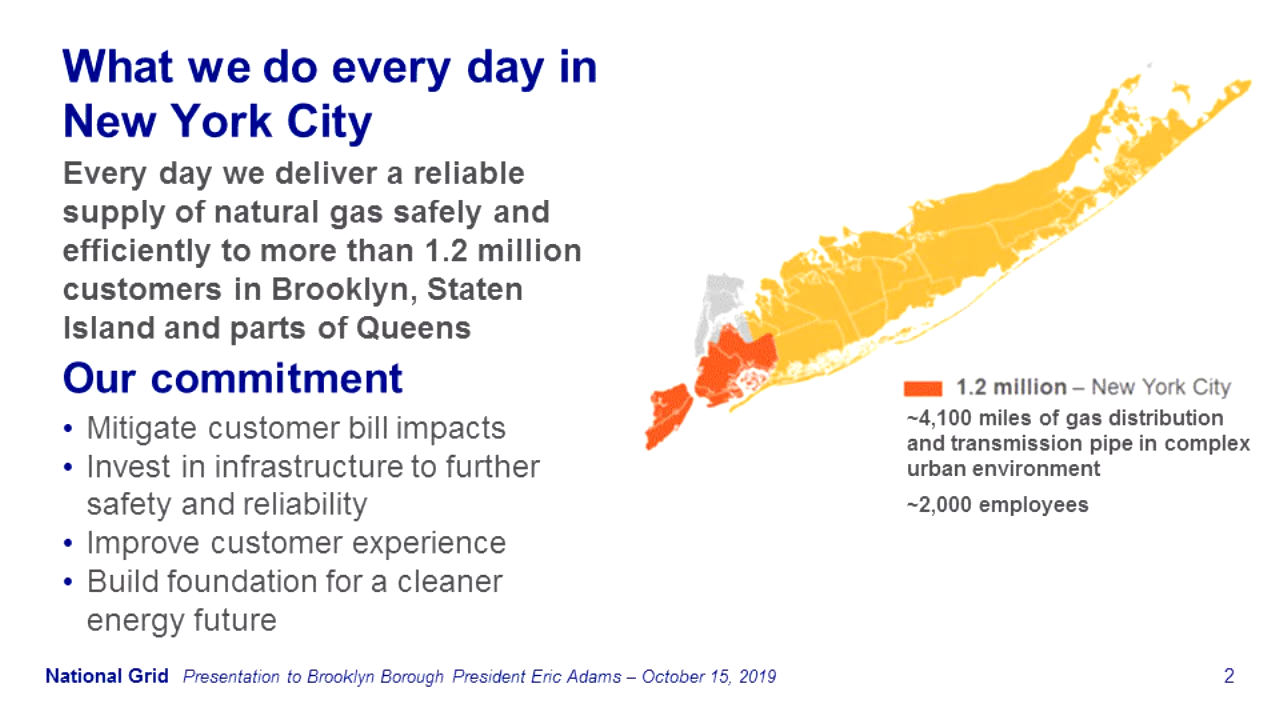 What we do every day in
New York City
Every day we deliver a reliable
supply of natural gas safely and
efficiently to more than 1.2 million
customers in Brooklyn, Staten
Island and parts of Queens
Our commitment
• Mitigate customer bill impacts
• Invest in infrastructure to further
safety and reliability
• Improve customer experience
• Build foundation for a cleaner
energy future
1.2 million – New York City
~4,100 miles of gas distribution
and transmission pipe in complex
urban environment
~2,000 employees
National Grid Presentation to Brooklyn Borough President Eric Adams – October 15, 2019 2